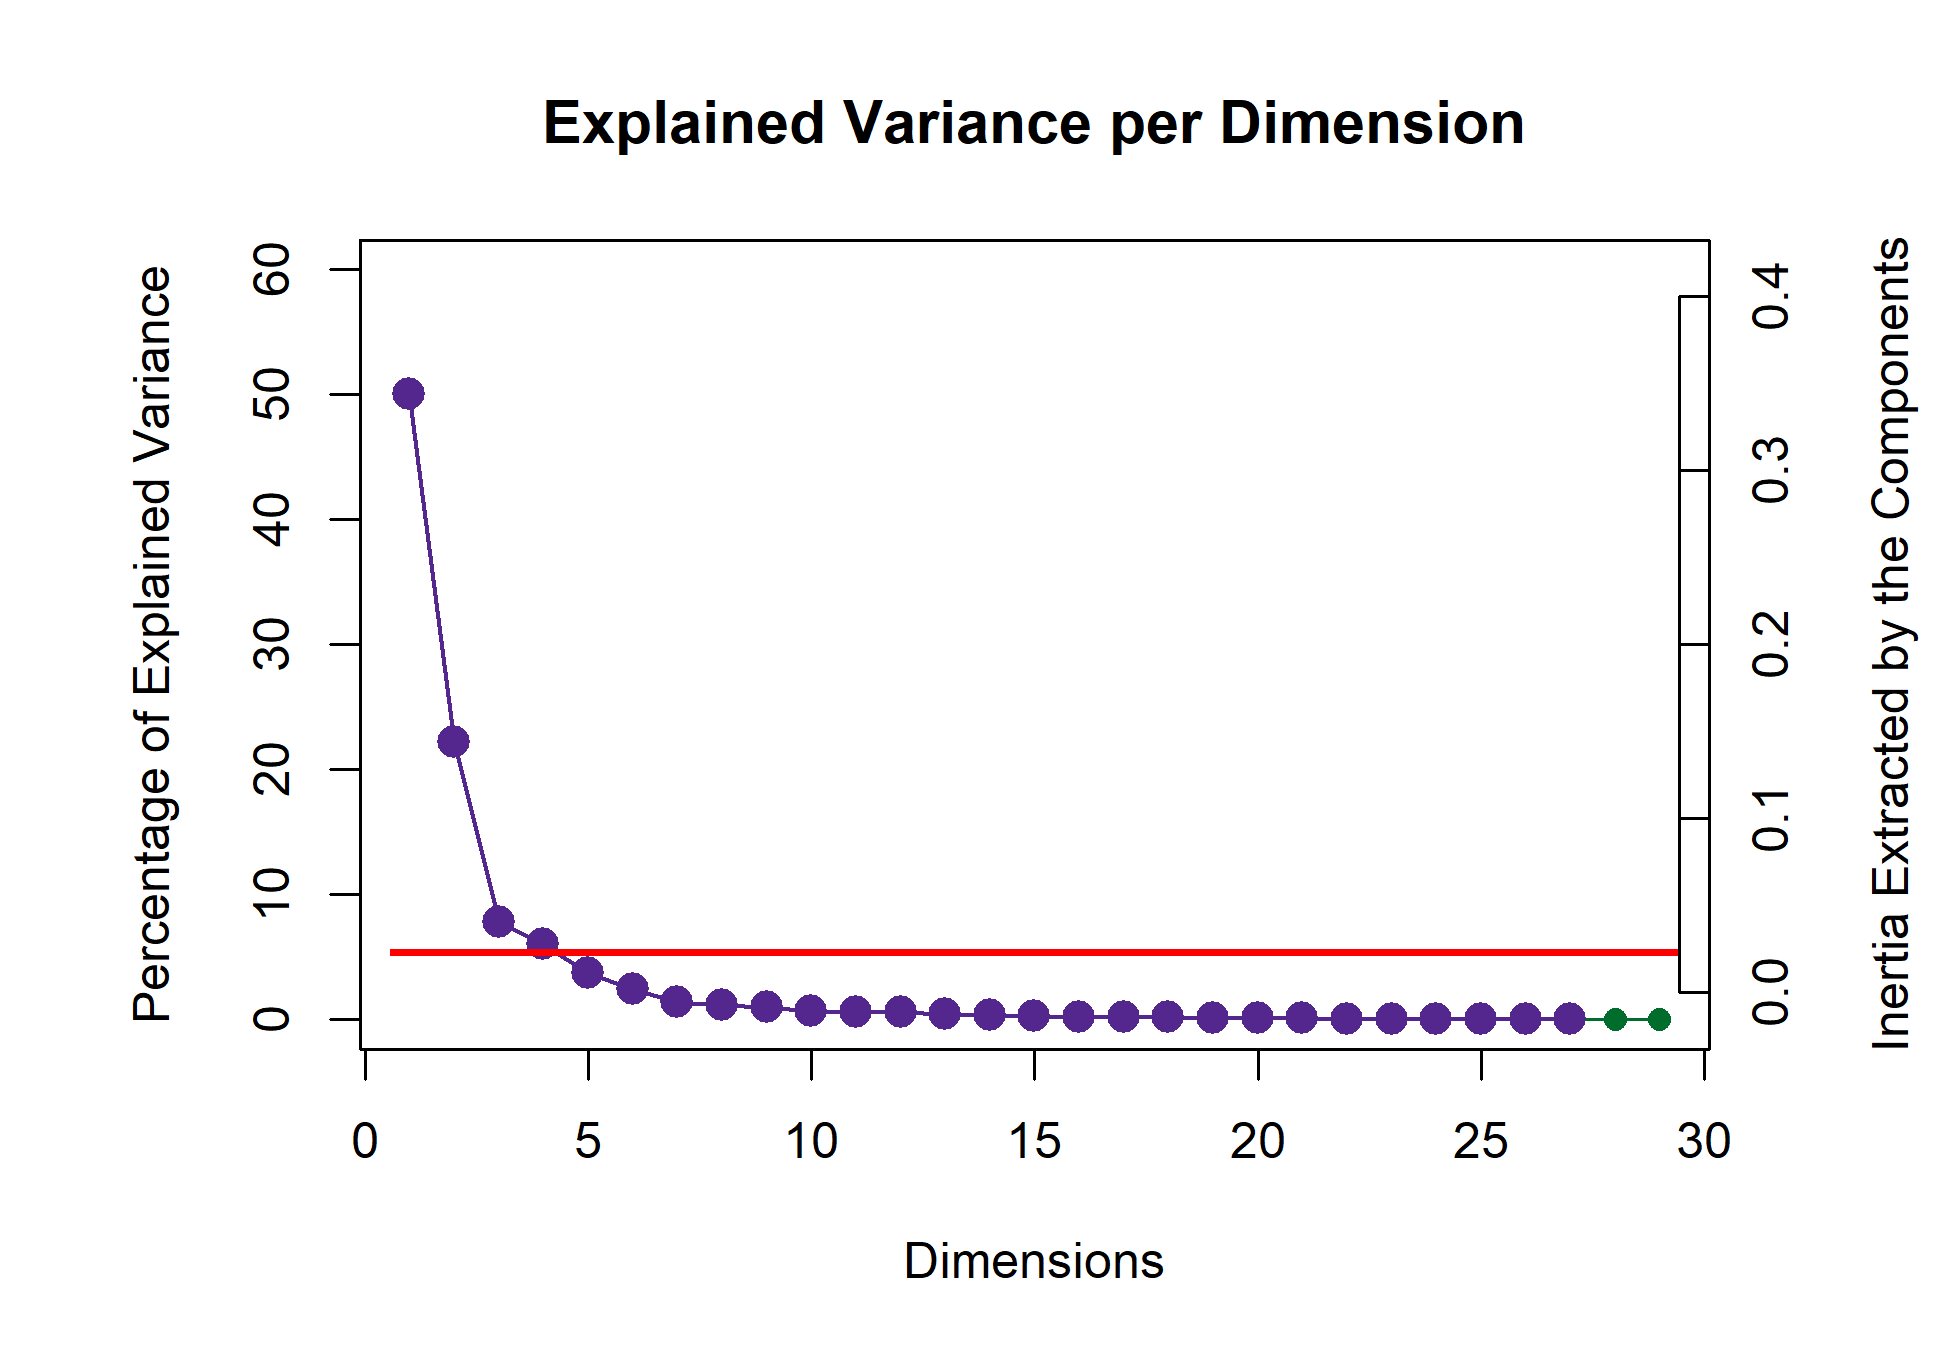 Explained Variance per Dimension
Percentage of Explained Variance
60
50
40
30
20
10
0
0.4
0.3
0.2
0.1
0.0
Inertia Extracted by the Components
0 5 10 15 20 25 30
Dimensions